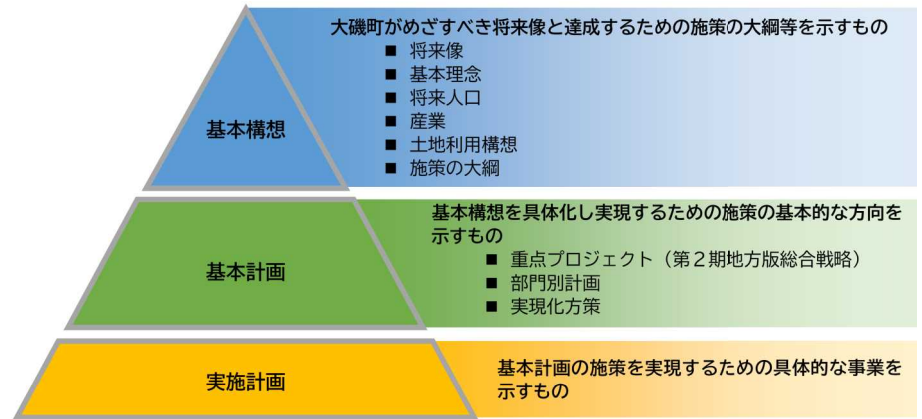 大磯町がめざすべき将来像と達成するための施策の大綱等を示すもの
■ 将来像
■ 基本理念
■ 将来人口
■ 産業
■ 土地利用構想
■ 施策の大綱
基本構想
基本構想を具体化し実現するための施策の基本的な方向を
示すもの
■ 重点プロジェクト（第２期地方版総合戦略）
■ 部門別計画
■ 実現化方策
基本計画
基本計画の施策を実現するための具体的な事業を
示すもの
実施計画